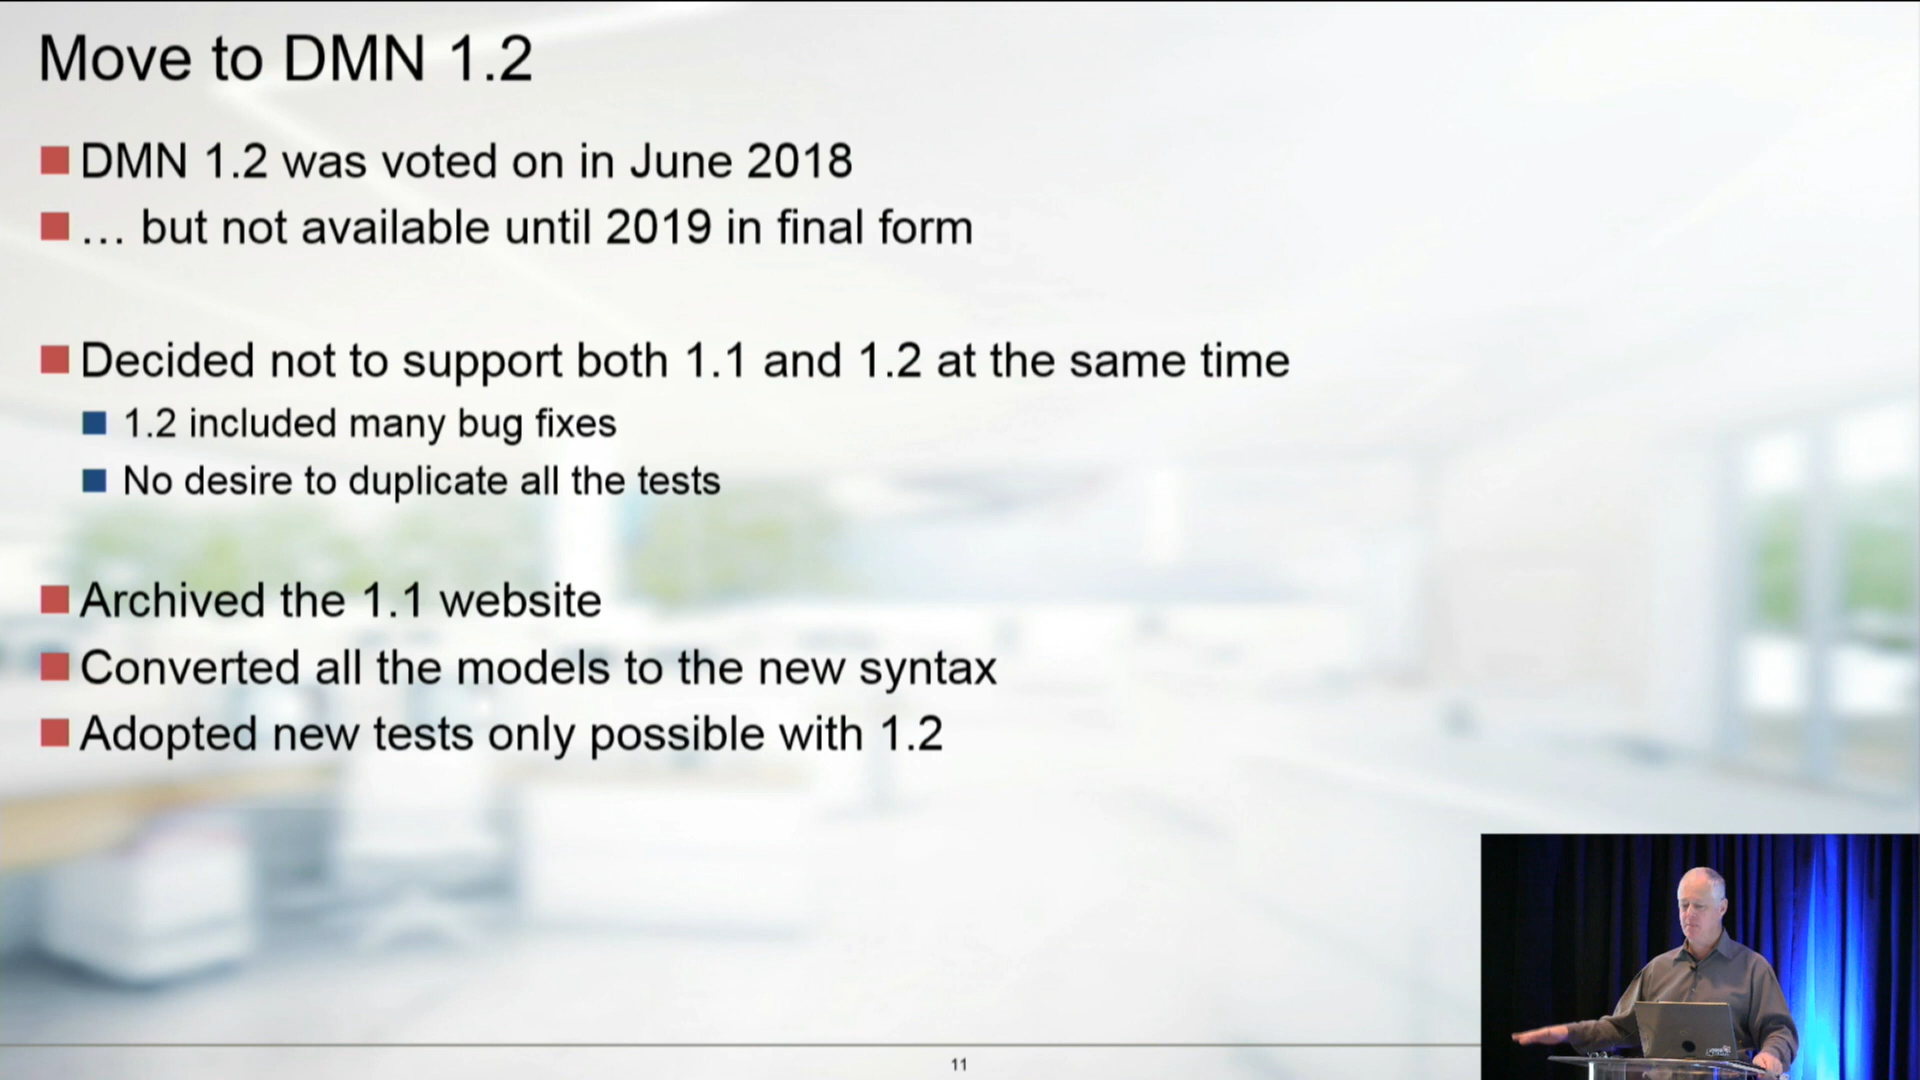 Move to DMN 1.2
DMN 1.2 was voted on in June 2018
… but not available until 2019 in final form
Decided not to support both 1.1 and 1.2 at the same time
1.2 included many bug fixes
No desire to duplicate all the tests
Archived the 1.1 website
Converted all the models to the new syntax
Adopted new tests only possible with 1.2
11